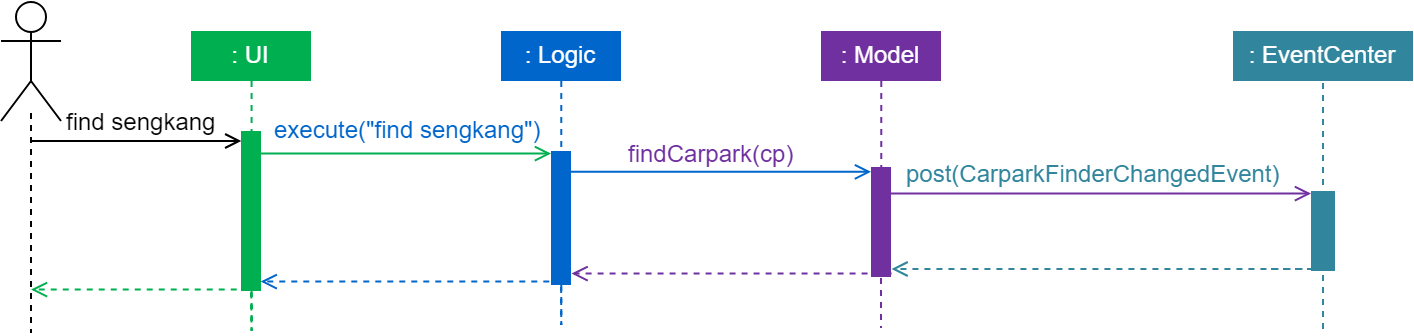 : UI
: Logic
: Model
: EventCenter
find sengkang
execute("find sengkang")
findCarpark(cp)
post(CarparkFinderChangedEvent)